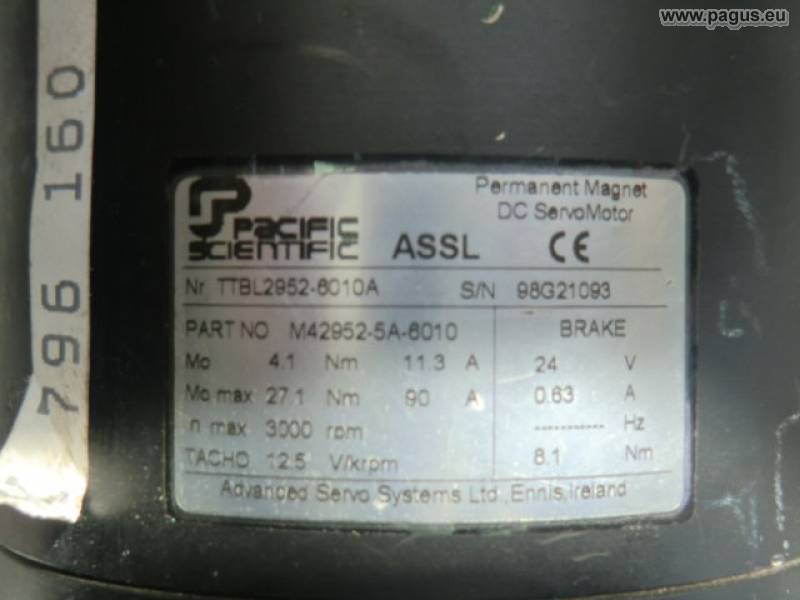 www.pagus.eu
796 160
Permanent Magnet
DC ServoMotor
PACIFIC
SCIENTIFIC
ASSL CE
Nr TTBL2952-6010A S/N 98G21093
PART NO M42952-5A-6010 BRAKE
Mo 4.1 Nm 11.3 A 24 V
Mo max 27.1 Nm 90 A 0.63 A
n max 3000 rpm ----------- Hz
TACHO 12.5 V/krpm 8.1 Nm
Advanced Servo Systems Ltd ,Ennis,Ireland